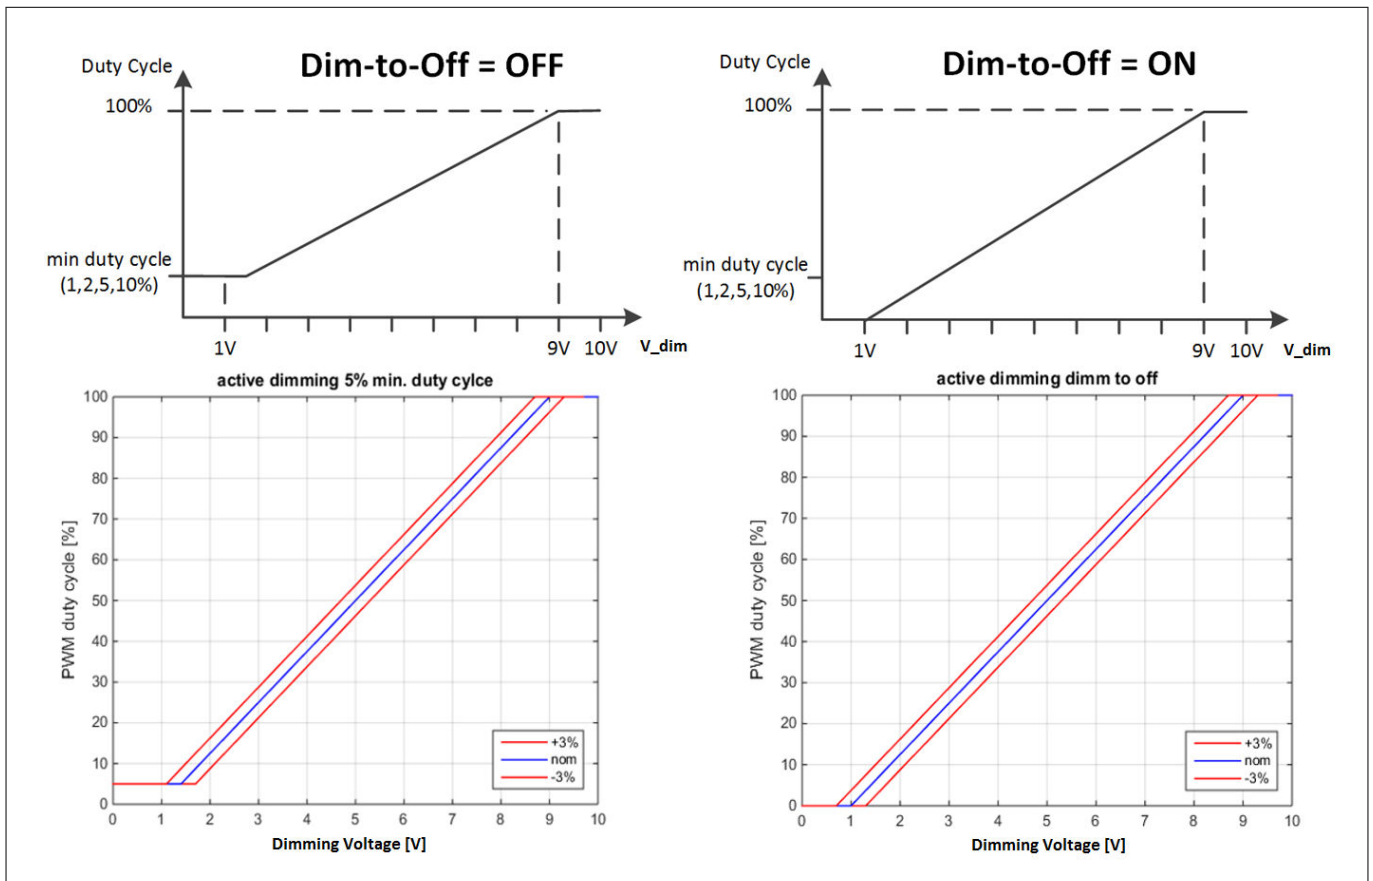 Dim-to-Off = OFF
Duty Cycle
100%
min duty cycle
(1,2,5,10%)
1V
9V
10V
V_dim
Dim-to-Off = ON
Duty Cycle
100%
min duty cycle
(1,2,5,10%)
1V
9V
10V
V_dim
active dimming 5% min. duty cylce
PWM duty cycle [%]
100
90
80
70
60
50
40
30
20
10
0
0 1 2 3 4 5 6 7 8 9 10
Dimming Voltage [V]
+3%
nom
-3%
active dimming dimm to off
PWM duty cycle [%]
100
90
80
70
60
50
40
30
20
10
0
0 1 2 3 4 5 6 7 8 9 10
Dimming Voltage [V]
+3%
nom
-3%